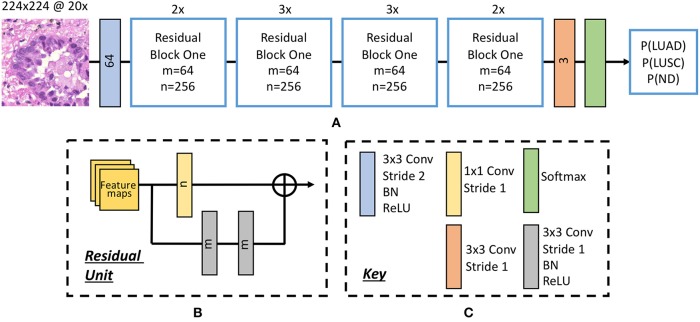 224x224 @ 20x
2x
3x
3x
2x
64
Residual
Block One
m=64
n=256
Residual
Block One
m=64
n=256
Residual
Block One
m=64
n=256
Residual
Block One
m=64
n=256
3
P(LUAD)
P(LUSC)
P(ND)
A
Feature
maps
n
m
m
Residual
Unit
B
3x3 Conv
Stride 2
BN
ReLU
1x1 Conv
Stride 1
Softmax
3x3 Conv
Stride 1
3x3 Conv
Stride 1
BN
ReLU
Key
C